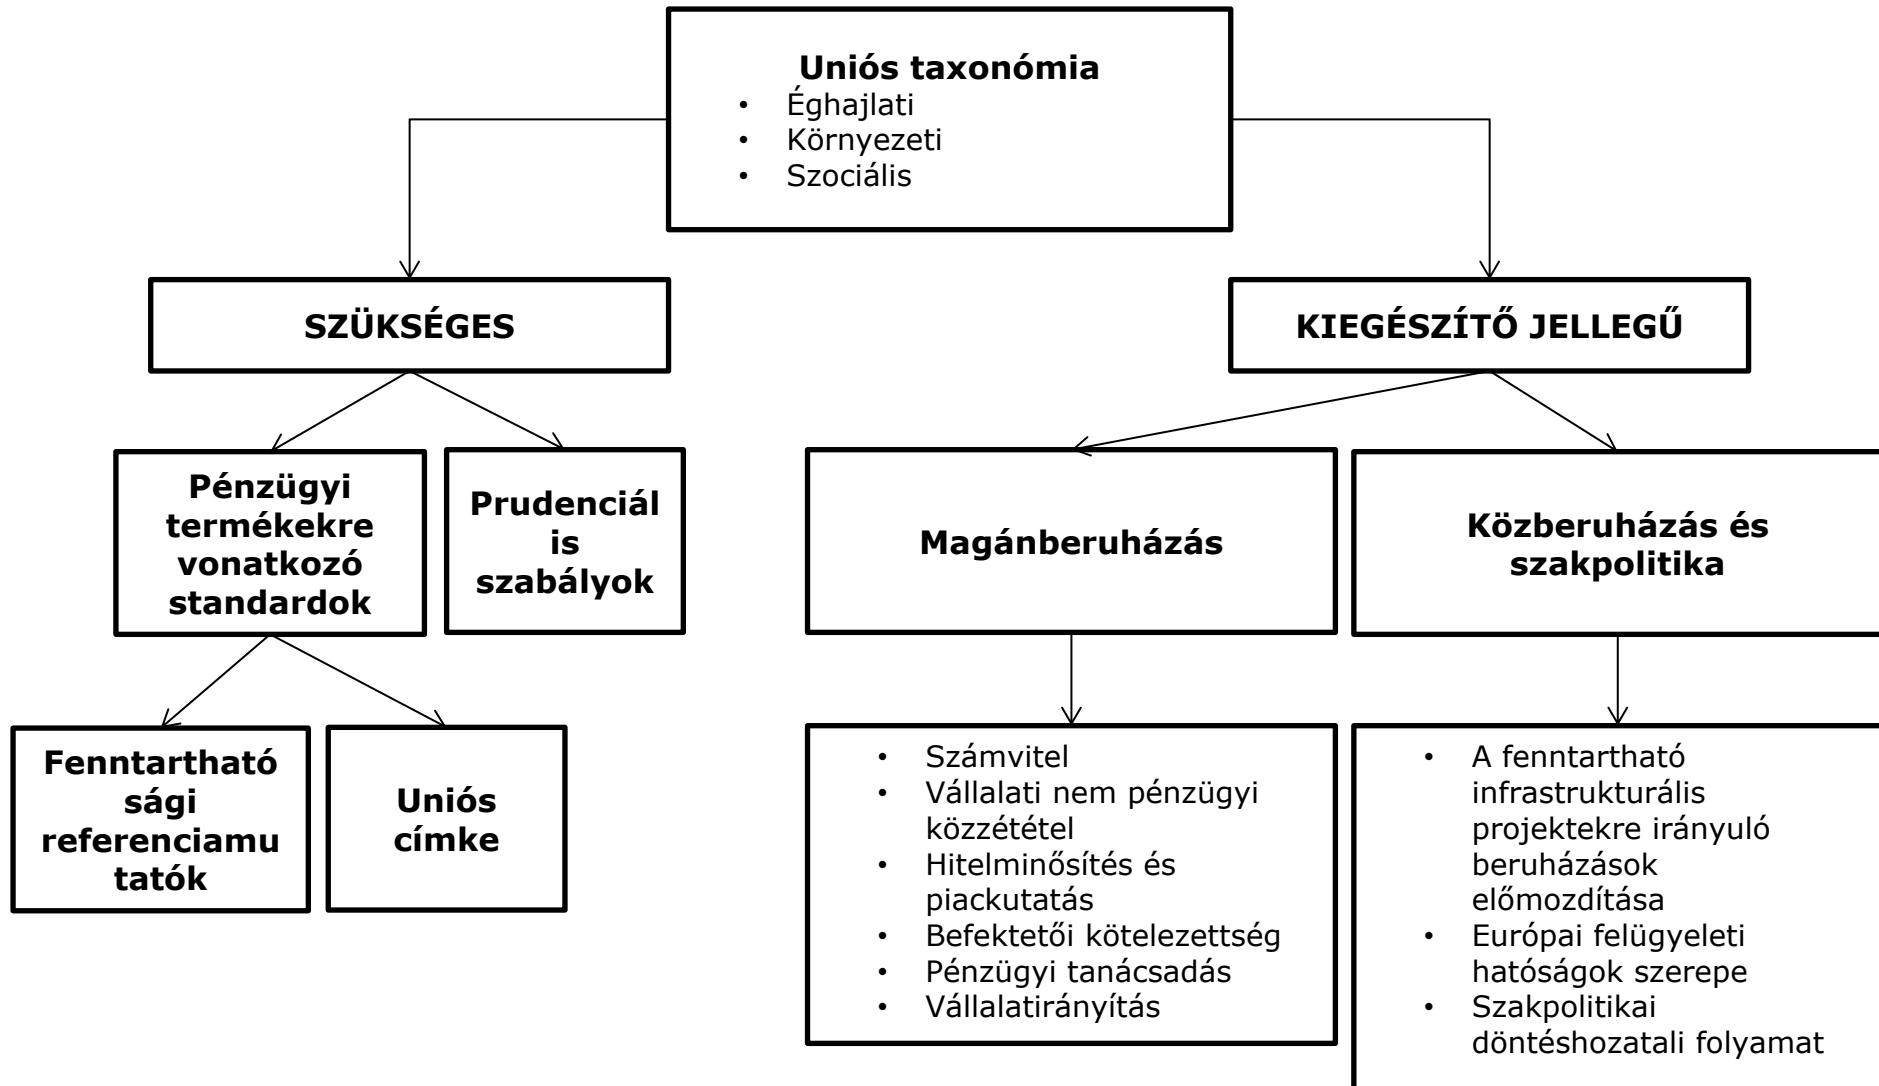 Uniós taxonómia
• Éghajlati
• Környezeti
• Szociális
SZÜKSÉGES
KIEGÉSZÍTŐ JELLEGŰ
Pénzügyi
termékekre
vonatkozó
standardok
Prudenciál
is
szabályok
Magánberuházás
Közberuházás és
szakpolitika
Fenntartható
sági
referenciamu
tatók
Uniós
címke
• Számvitel
• Vállalati nem pénzügyi
közzététel
• Hitelminősítés és
piackutatás
• Befektetői kötelezettség
• Pénzügyi tanácsadás
• Vállalatirányítás
• A fenntartható
infrastrukturális
projektekre irányuló
beruházások
előmozdítása
• Európai felügyeleti
hatóságok szerepe
• Szakpolitikai
döntéshozatali folyamat